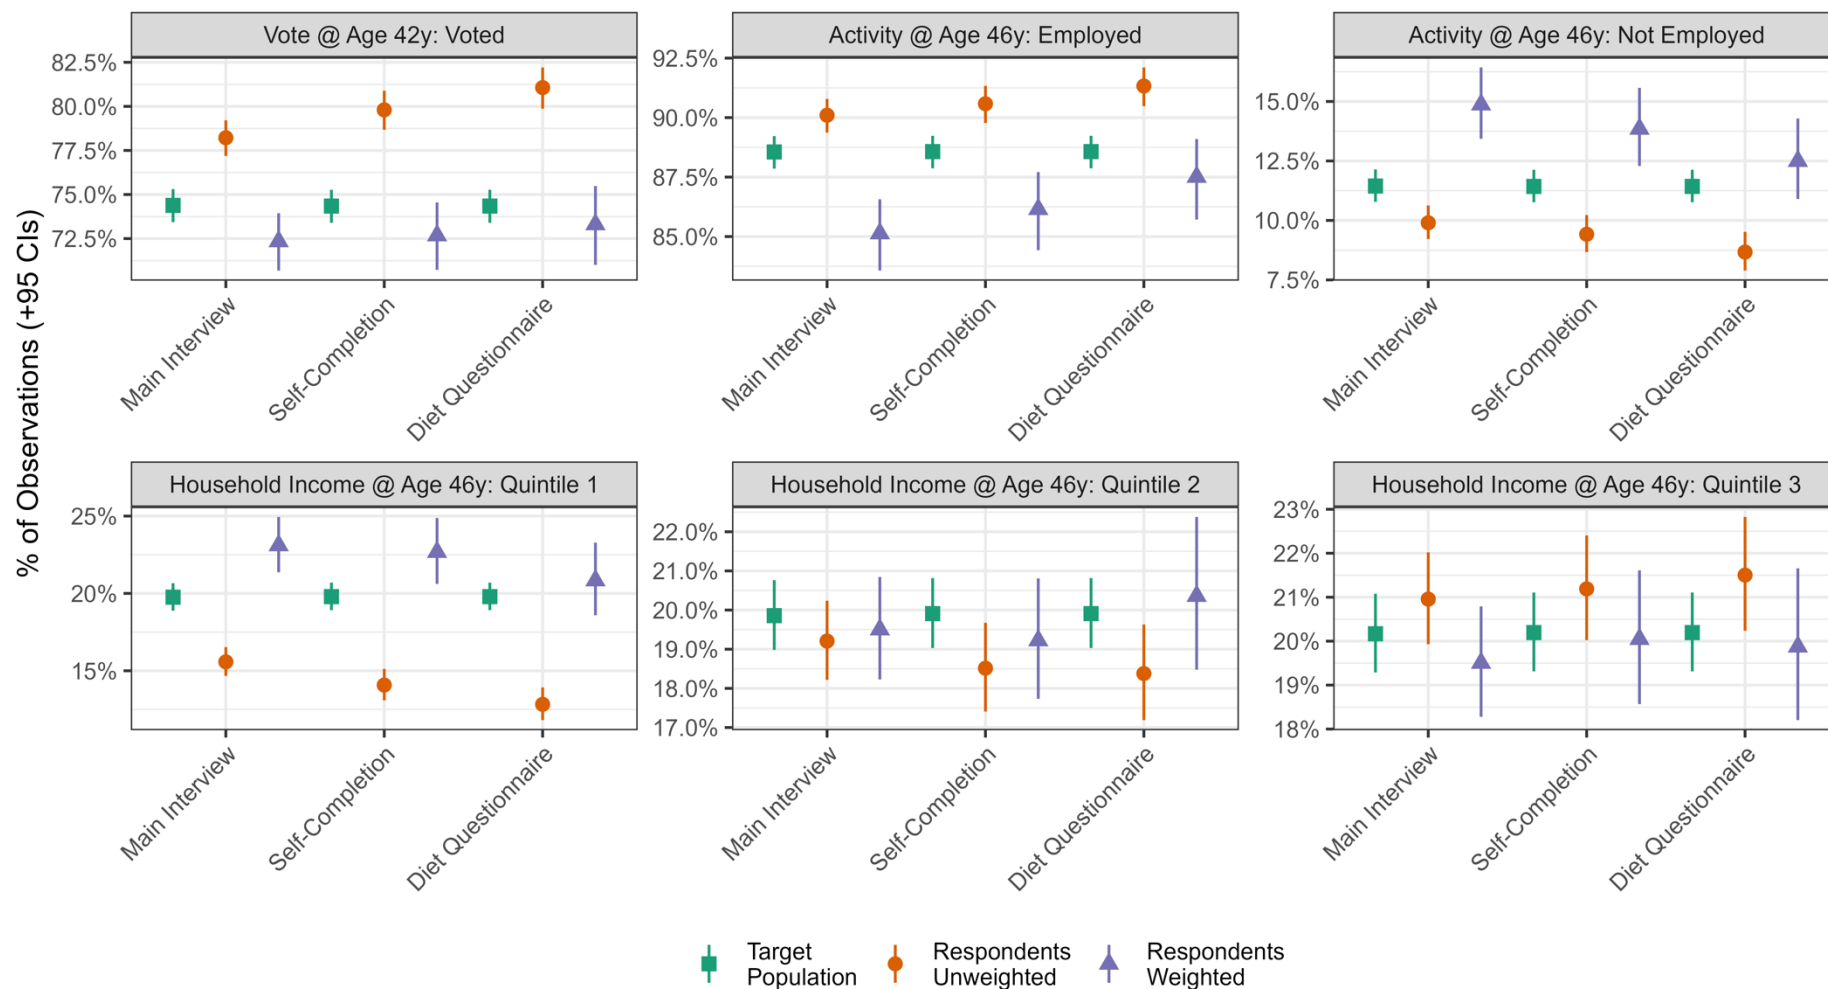 Vote @ Age 42y: Voted
Activity @ Age 46y: Employed
Activity @ Age 46y: Not Employed
82.5%
80.0%
77.5%
75.0%
72.5%
92.5%
90.0%
87.5%
85.0%
15.0%
12.5%
10.0%
7.5%
Main Interview
Self-Completion
Diet Questionnaire
Main Interview
Self-Completion
Diet Questionnaire
Main Interview
Self-Completion
Diet Questionnaire
% of Observations (+95 CIs)
Household Income @ Age 46y: Quintile 1
Household Income @ Age 46y: Quintile 2
Household Income @ Age 46y: Quintile 3
25%
20%
15%
22.0%
21.0%
20.0%
19.0%
18.0%
17.0%
23%
22%
21%
20%
19%
18%
Main Interview
Self-Completion
Diet Questionnaire
Main Interview
Self-Completion
Diet Questionnaire
Main Interview
Self-Completion
Diet Questionnaire
Target
Population
Respondents
Unweighted
Respondents
Weighted